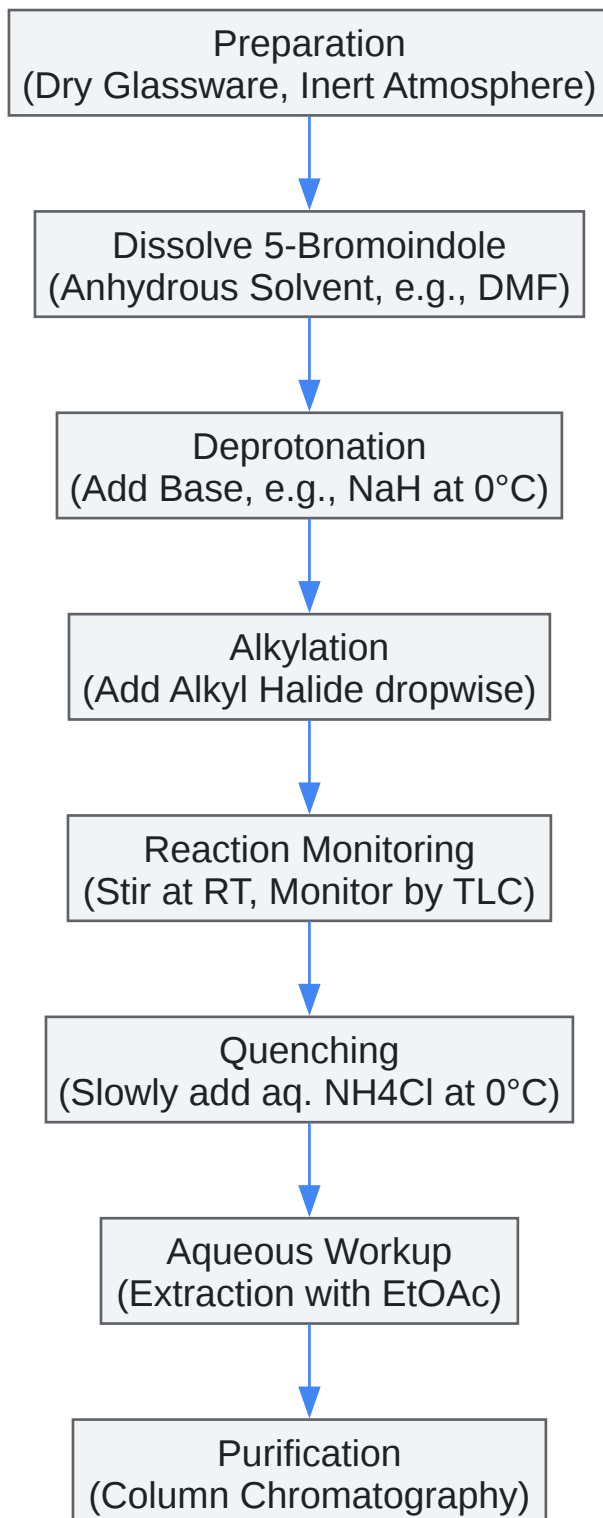 Preparation
(Dry Glassware, Inert Atmosphere)
Dissolve 5-Bromoindole
(Anhydrous Solvent, e.g., DMF)
Deprotonation
(Add Base, e.g., NaH at 0°C)
Alkylation
(Add Alkyl Halide dropwise)
Reaction Monitoring
(Stir at RT, Monitor by TLC)
Quenching
(Slowly add aq. NH4Cl at 0°C)
Aqueous Workup
(Extraction with EtOAc)
Purification
(Column Chromatography)